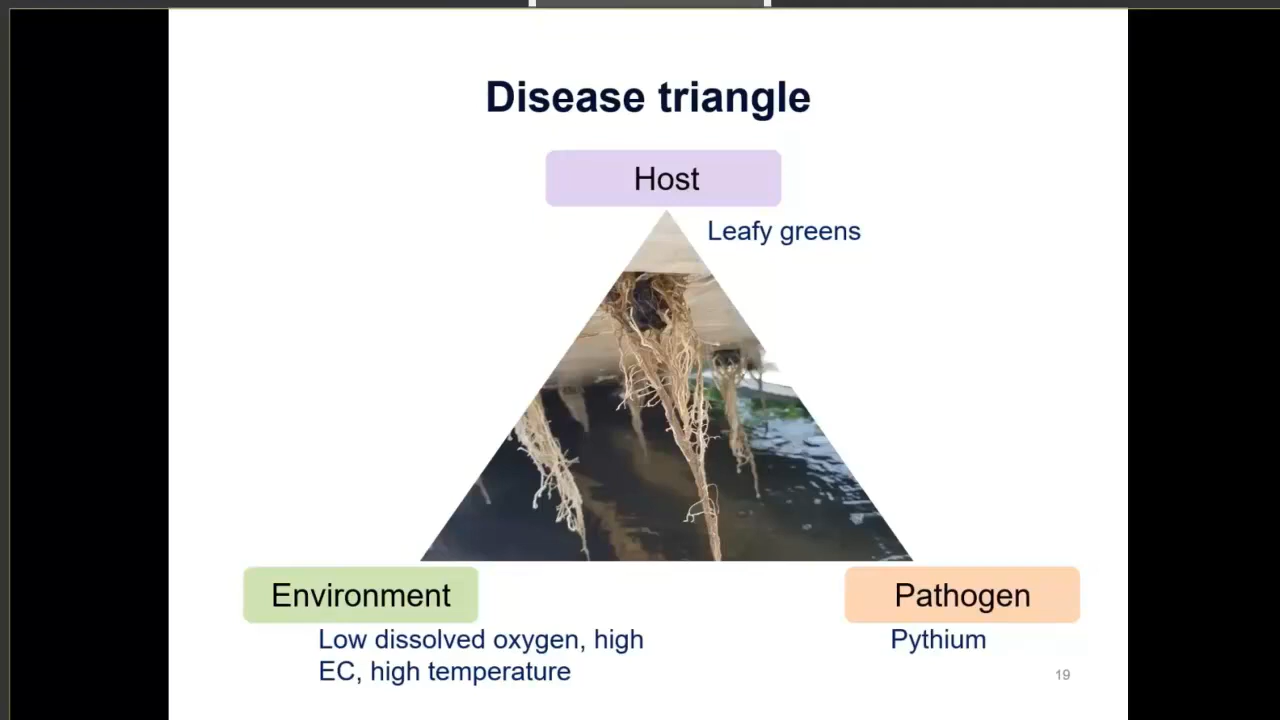 Disease triangle
Host
Leafy greens
Environment
Pathogen
Low dissolved oxygen, high
EC, high temperature
Pythium
19